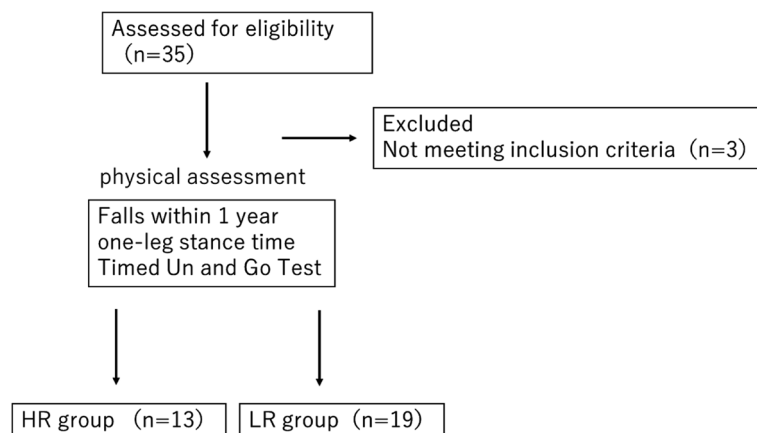 Assessed for eligibility
（n=35）
Excluded
Not meeting inclusion criteria（n=3）
physical assessment
Falls within 1 year
one-leg stance time
Timed Un and Go Test
HR group （n=13）
LR group（n=19）